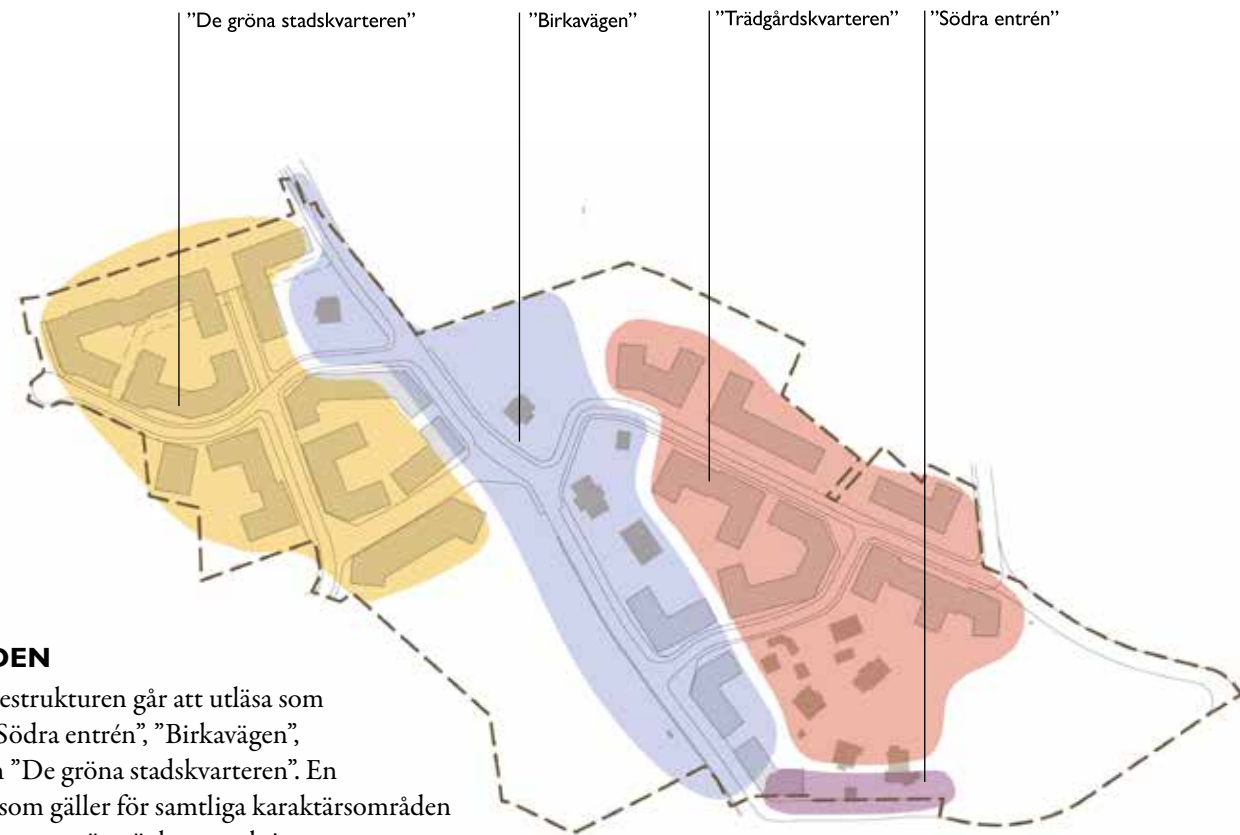 ”De gröna stadskvarteren”
”Birkavägen”
”Trädgårdskvarteren”
”Södra entrén”
DEN
estrukturen går att utläsa som
Södra entrén”, ”Birkavägen”,
”De gröna stadskvarteren”. En
som gäller för samtliga karaktärsområden